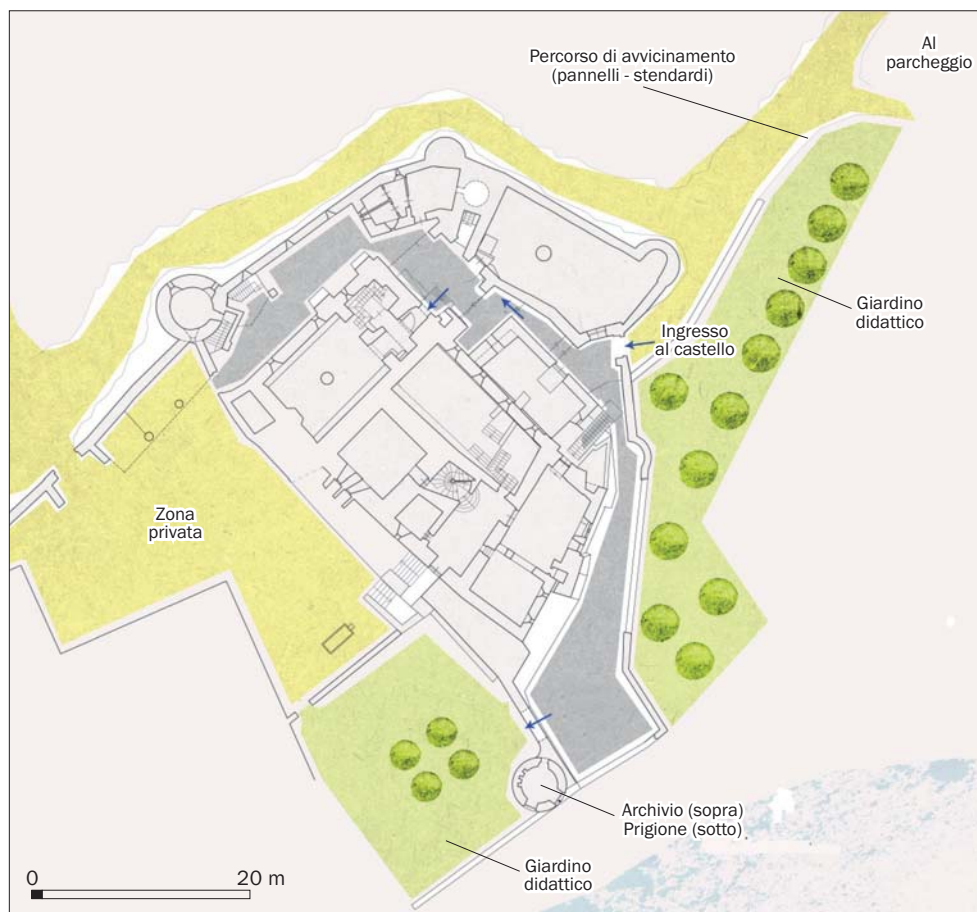 Al
parcheggio
Percorso di avvicinamento
(pannelli - stendardi)
Giardino
didattico
Ingresso
al castello
Zona
privata
Archivio (sopra)
Prigione (sotto)
Giardino
didattico
0 20 m